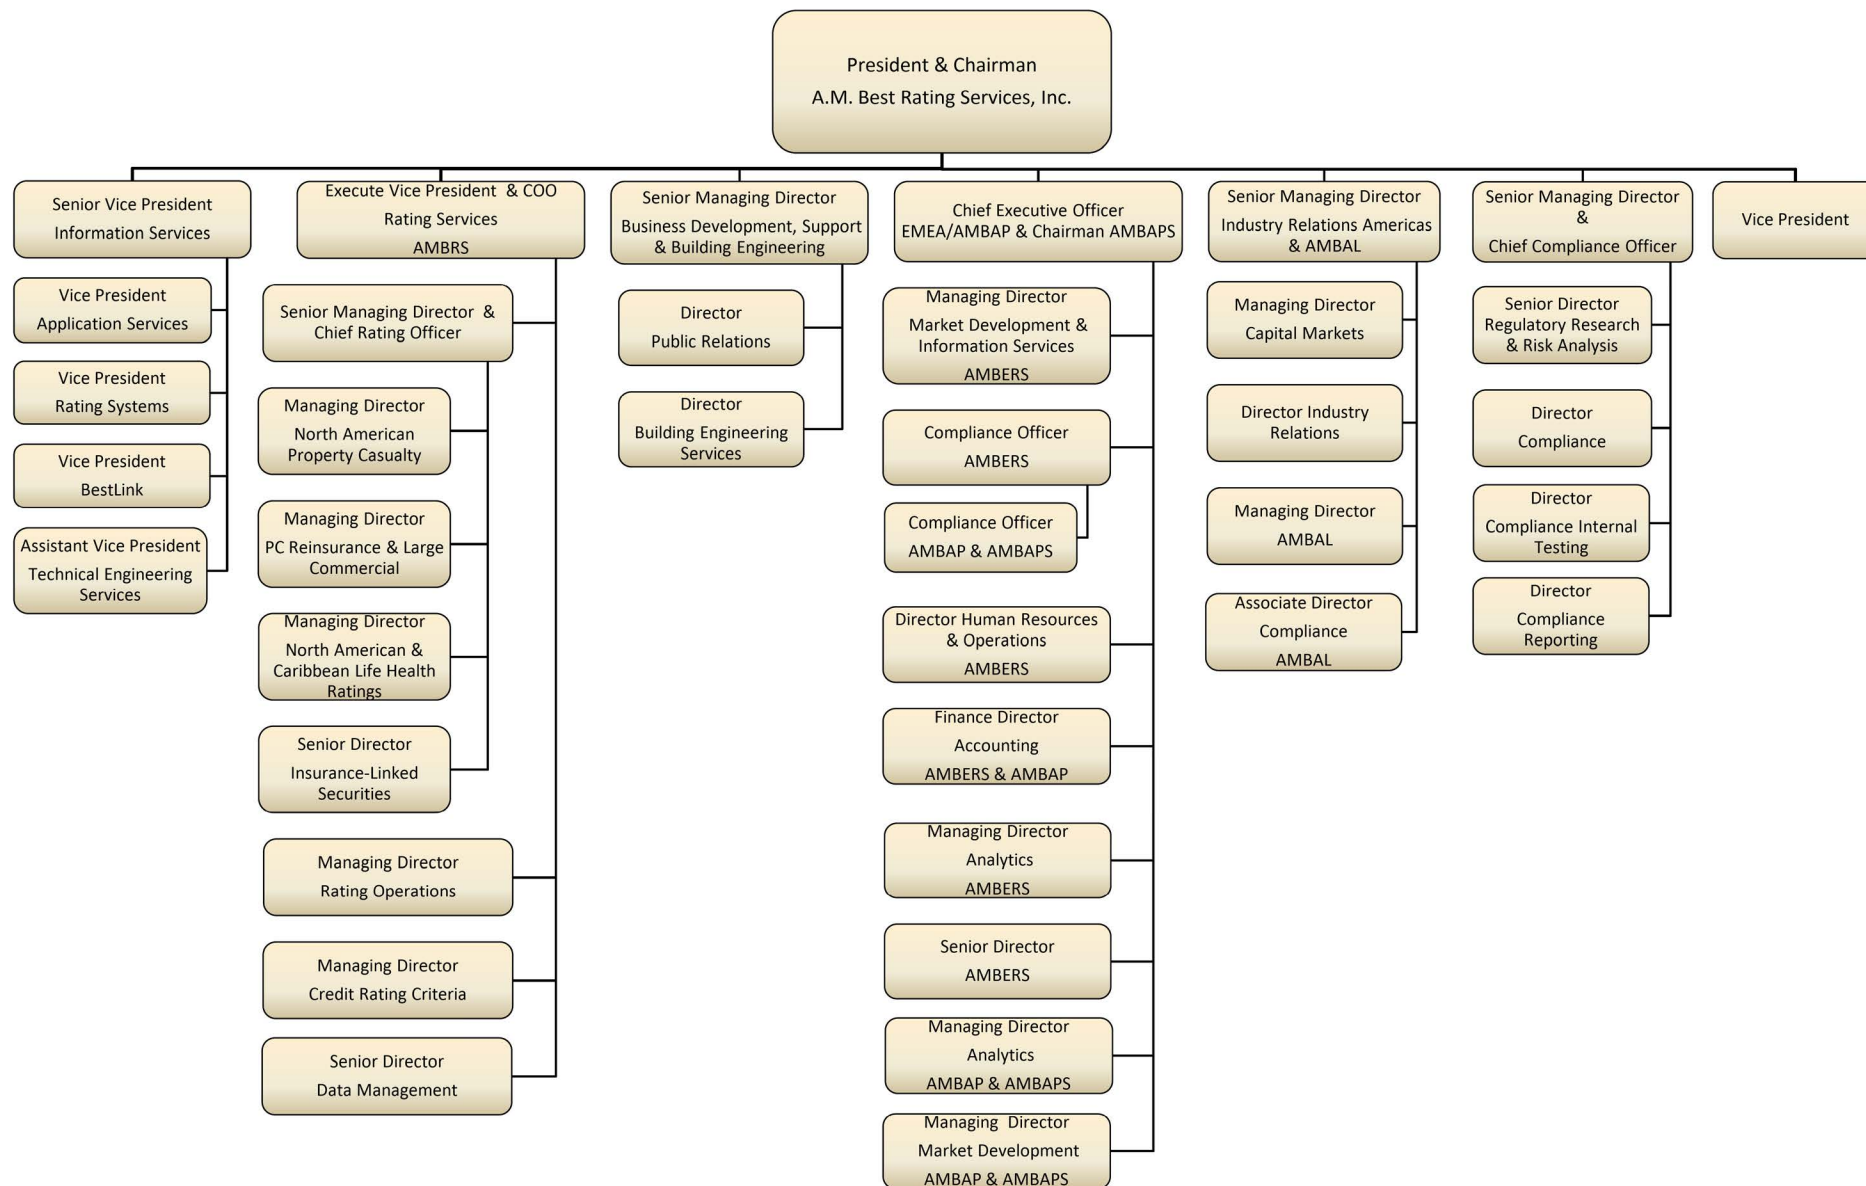 President & Chairman
A.M. Best Rating Services, Inc.
Senior Vice President
Information Services
Vice President
Application Services
Vice President
Rating Systems
Vice President
BestLink
Assistant Vice President
Technical Engineering
Services
Execute Vice President & COO
Rating Services
AMBRS
Senior Managing Director &
Chief Rating Officer
Managing Director
North American
Property Casualty
Managing Director
PC Reinsurance & Large
Commercial
Managing Director
North American &
Caribbean Life Health
Ratings
Senior Director
Insurance-Linked
Securities
Managing Director
Rating Operations
Managing Director
Credit Rating Criteria
Senior Director
Data Management
Senior Managing Director
Business Development, Support
& Building Engineering
Director
Public Relations
Director
Building Engineering
Services
Chief Executive Officer
EMEA/AMBAP & Chairman AMBAPS
Managing Director
Market Development &
Information Services
AMBERS
Compliance Officer
AMBERS
Compliance Officer
AMBAP & AMBAPS
Director Human Resources
& Operations
AMBERS
Finance Director
Accounting
AMBERS & AMBAP
Managing Director
Analytics
AMBERS
Senior Director
AMBERS
Managing Director
Analytics
AMBAP & AMBAPS
Managing Director
Market Development
AMBAP & AMBAPS
Senior Managing Director
Industry Relations Americas
& AMBAL
Managing Director
Capital Markets
Director Industry
Relations
Managing Director
AMBAL
Associate Director
Compliance
AMBAL
Senior Managing Director
&
Chief Compliance Officer
Senior Director
Regulatory Research
& Risk Analysis
Director
Compliance
Director
Compliance Internal
Testing
Director
Compliance
Reporting
Vice President